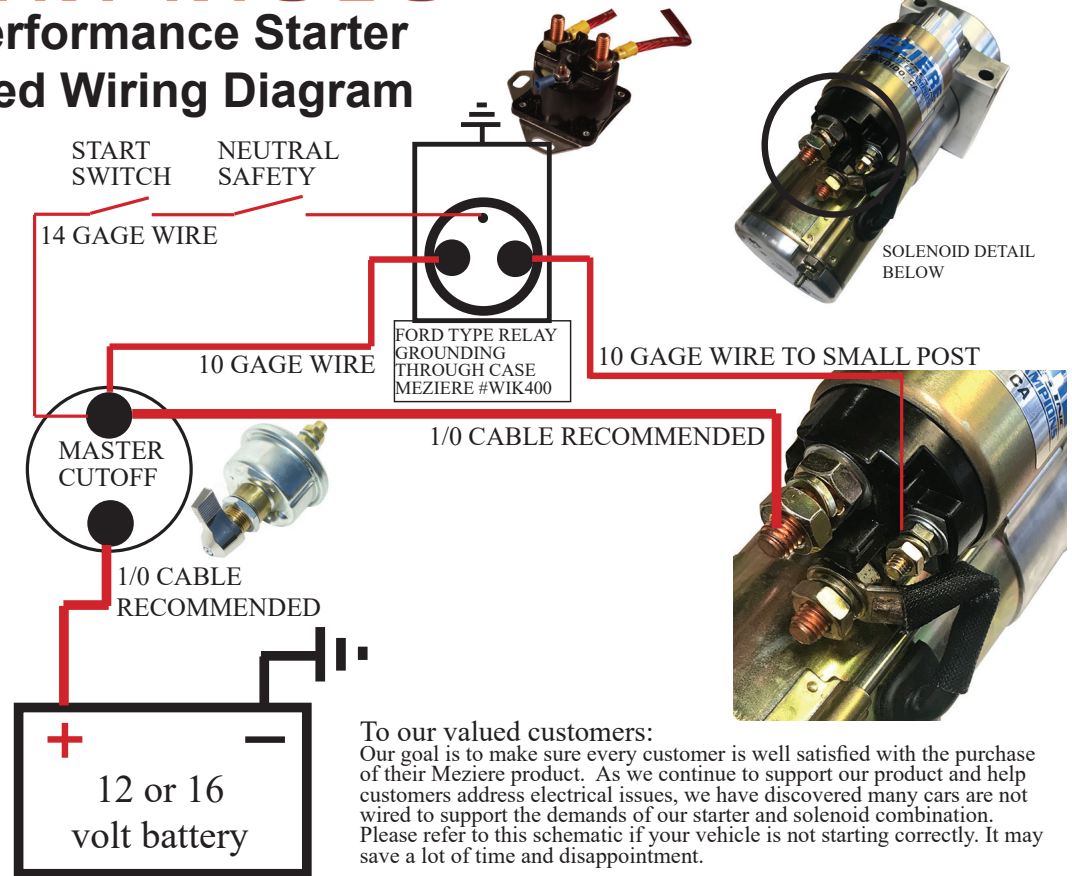 erformance Starter
ed Wiring Diagram
START
SWITCH
NEUTRAL
SAFETY
14 GAGE WIRE
SOLENOID DETAIL
BELOW
FORD TYPE RELAY
GROUNDING
THROUGH CASE
MEZIERE #WIK400
10 GAGE WIRE
10 GAGE WIRE TO SMALL POST
1/0 CABLE RECOMMENDED
MASTER
CUTOFF
1/0 CABLE
RECOMMENDED
+
−
12 or 16
volt battery
CA
To our valued customers:
Our goal is to make sure every customer is well satisfied with the purchase
of their Meziere product.  As we continue to support our product and help
customers address electrical issues, we have discovered many cars are not
wired to support the demands of our starter and solenoid combination.
Please refer to this schematic if your vehicle is not starting correctly. It may
save a lot of time and disappointment.